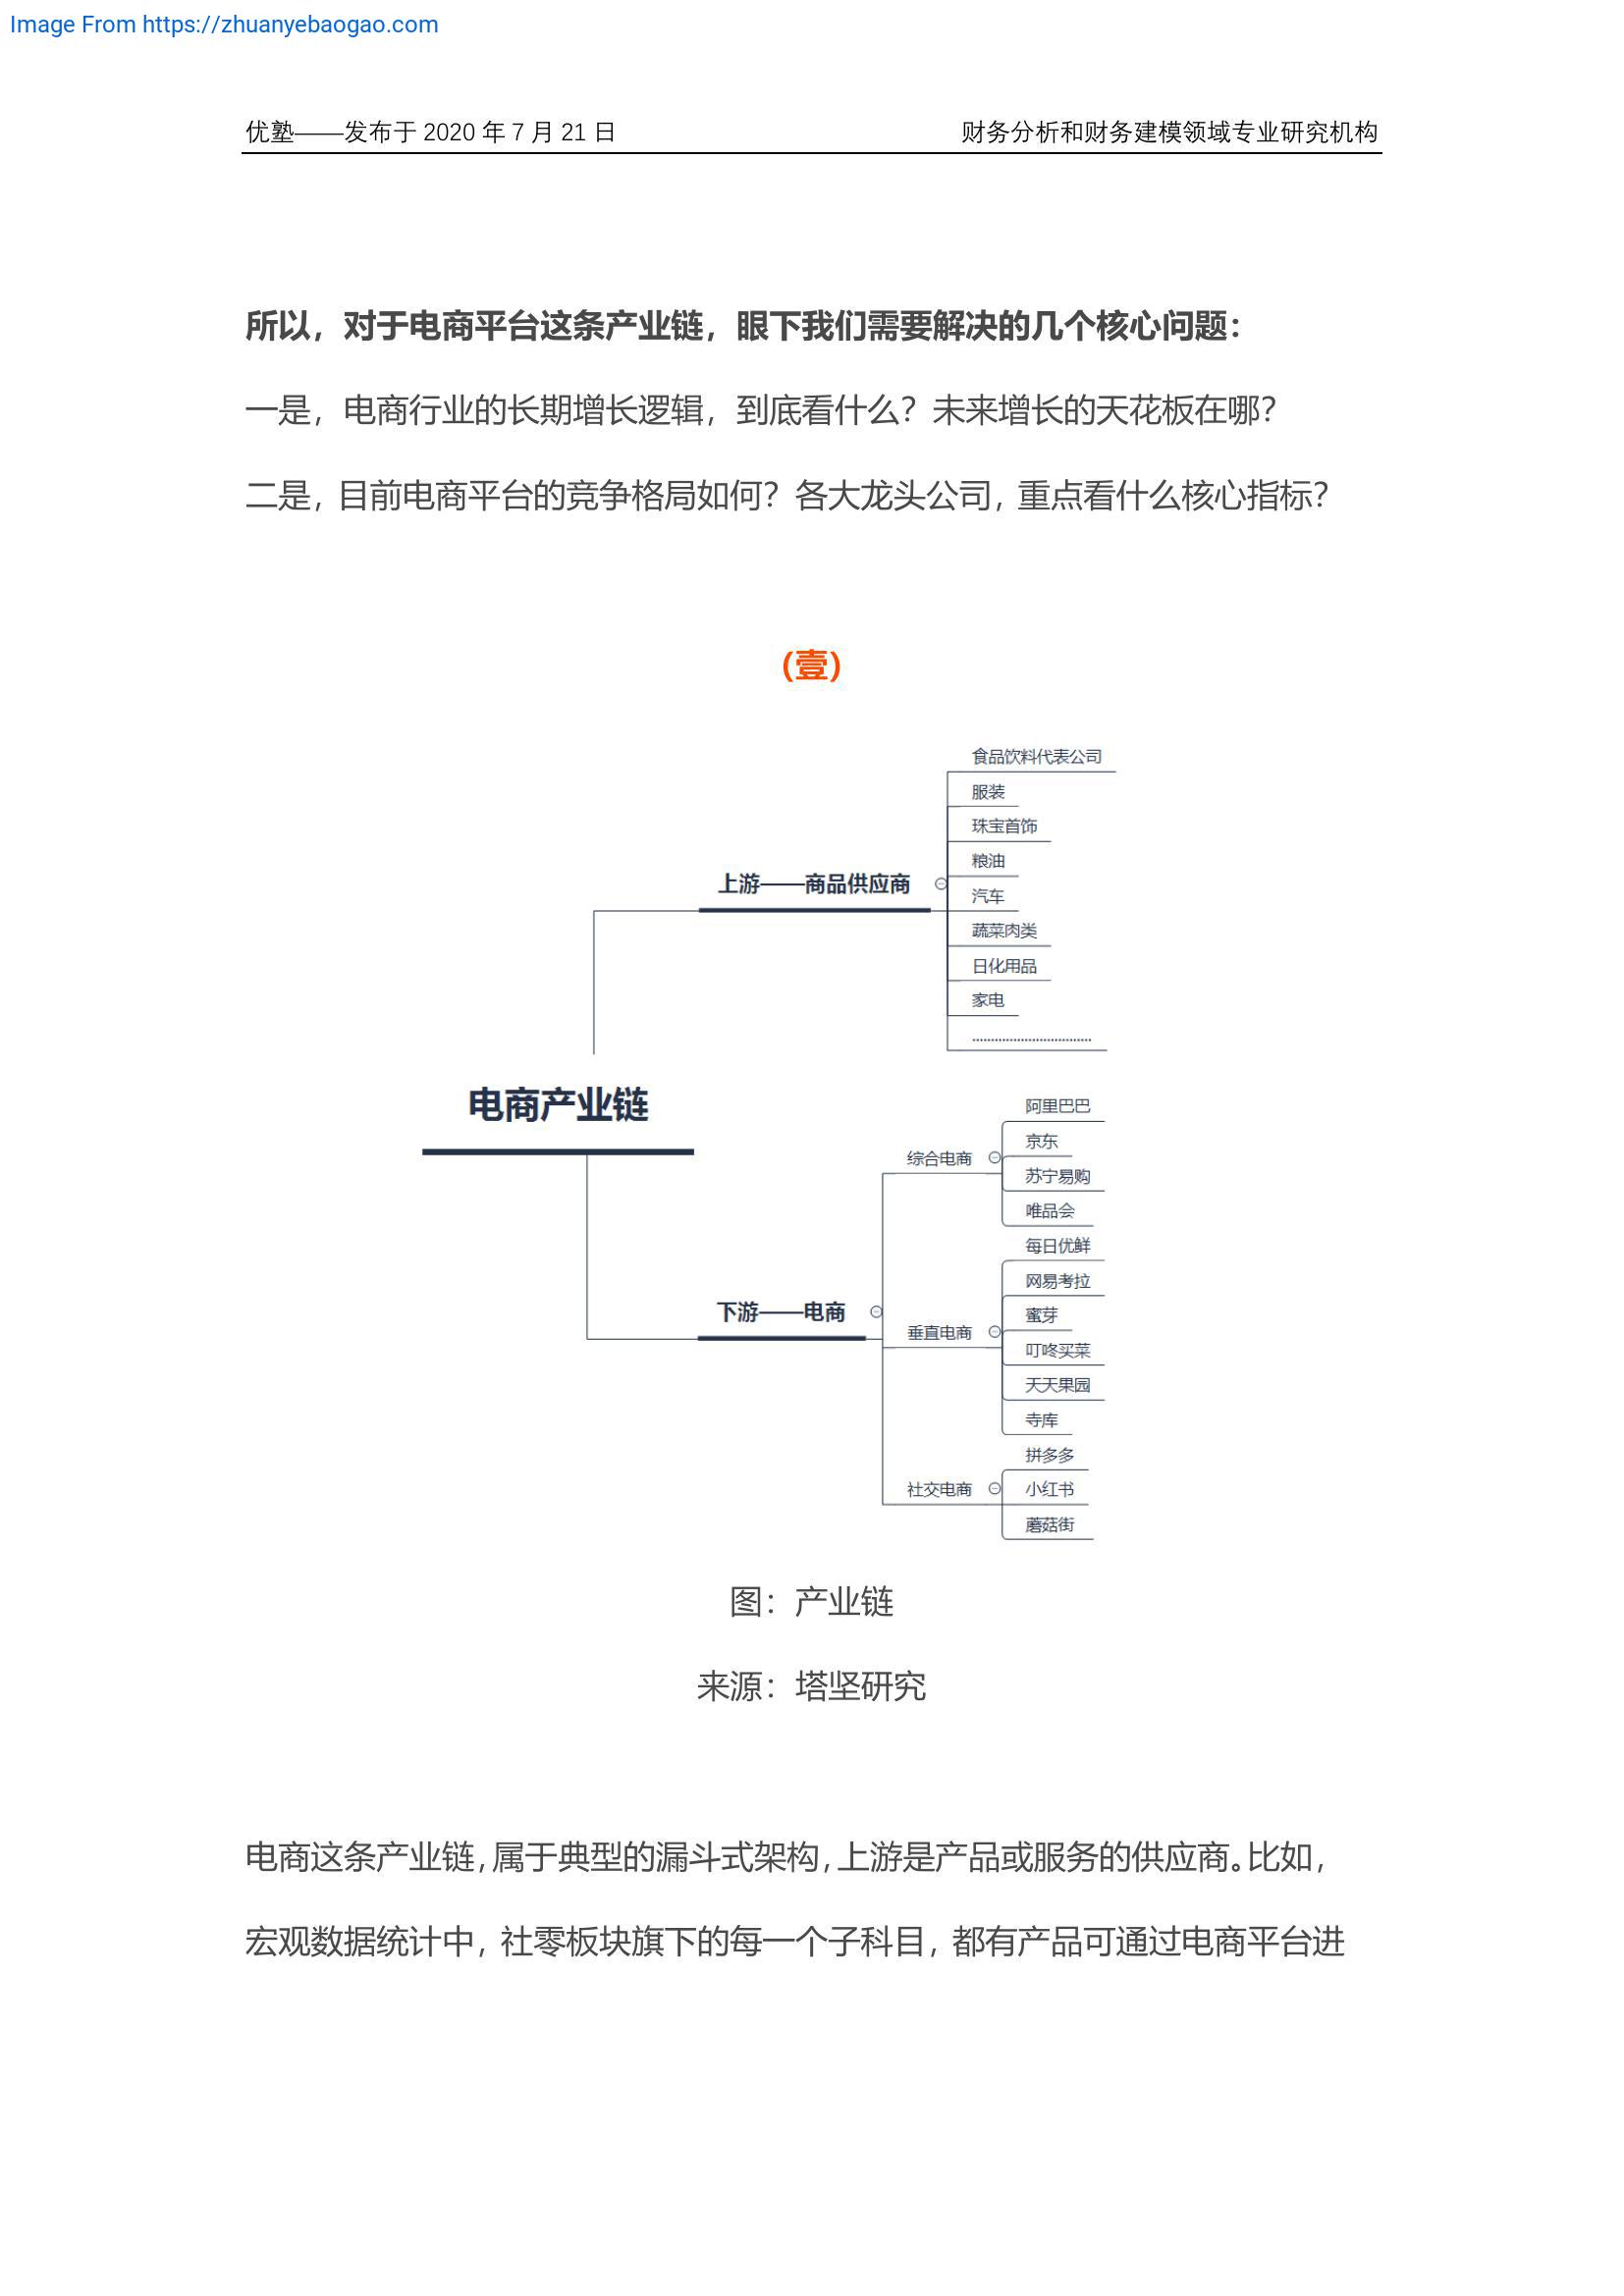 Image From https://zhuanyebaogao.com
优塾——发布于 2020 年 7 月 21 日
财务分析和财务建模领域专业研究机构
所以，对于电商平台这条产业链，眼下我们需要解决的几个核心问题：
一是，电商行业的长期增长逻辑，到底看什么？未来增长的天花板在哪？
二是，目前电商平台的竞争格局如何？各大龙头公司，重点看什么核心指标？
(壹)
电商产业链
上游——商品供应商
食品饮料代表公司
服装
珠宝首饰
粮油
汽车
蔬菜肉类
日化用品
家电
................................
下游——电商
综合电商
阿里巴巴
京东
苏宁易购
唯品会
垂直电商
每日优鲜
网易考拉
蜜芽
叮咚买菜
天天果园
寺库
社交电商
拼多多
小红书
蘑菇街
图：产业链
来源：塔坚研究
电商这条产业链，属于典型的漏斗式架构，上游是产品或服务的供应商。比如，
宏观数据统计中，社零板块旗下的每一个子科目，都有产品可通过电商平台进